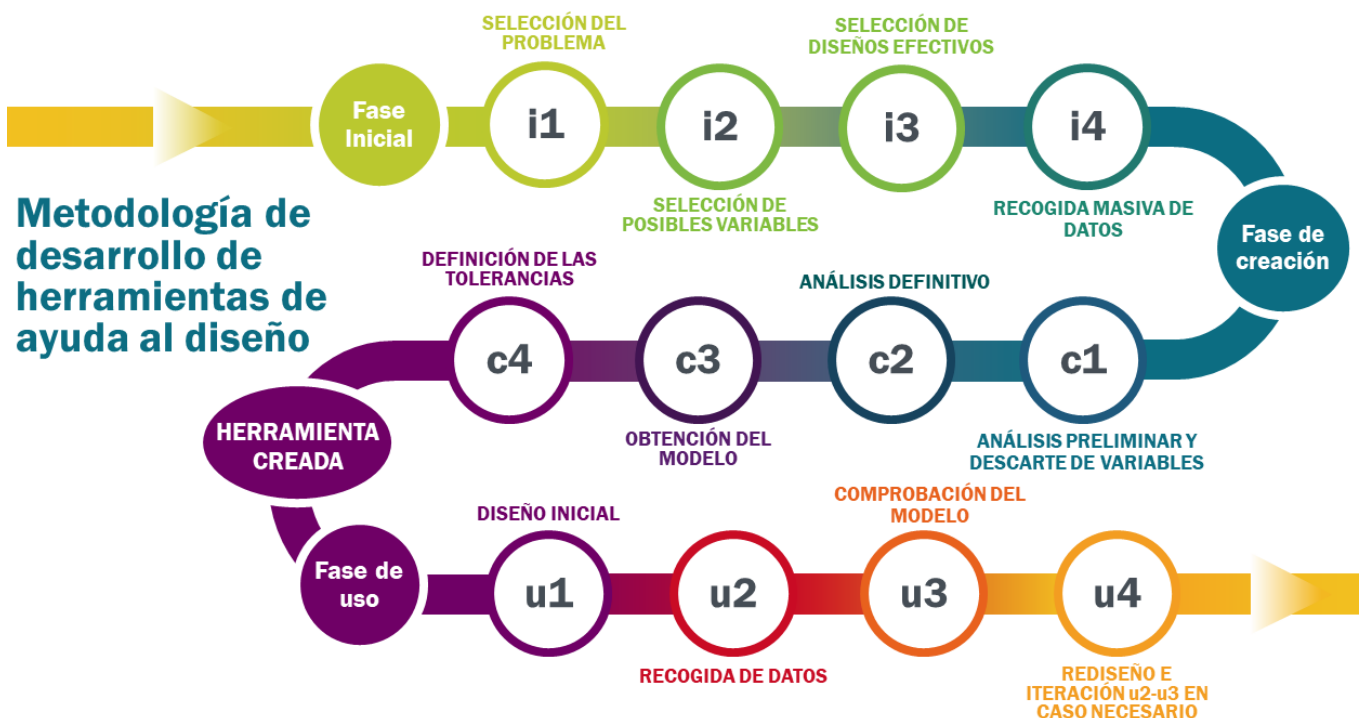 SELECCIÓN DEL
PROBLEMA
SELECCIÓN DE
DISEÑOS EFECTIVOS
Fase
Inicial
i1
i2
i3
i4
SELECCIÓN DE
POSIBLES VARIABLES
RECOGIDA MASIVA DE
DATOS
Metodología de
desarrollo de
herramientas de
ayuda al diseño
Fase de
creación
DEFINICIÓN DE LAS
TOLERANCIAS
ANÁLISIS DEFINITIVO
c4
c3
c2
c1
OBTENCIÓN DEL
MODELO
ANÁLISIS PRELIMINAR Y
DESCARTE DE VARIABLES
HERRAMIENTA
CREADA
DISEÑO INICIAL
COMPROBACIÓN DEL
MODELO
Fase de
uso
u1
u2
u3
u4
RECOGIDA DE DATOS
REDISEÑO E
ITERACIÓN u2-u3 EN
CASO NECESARIO